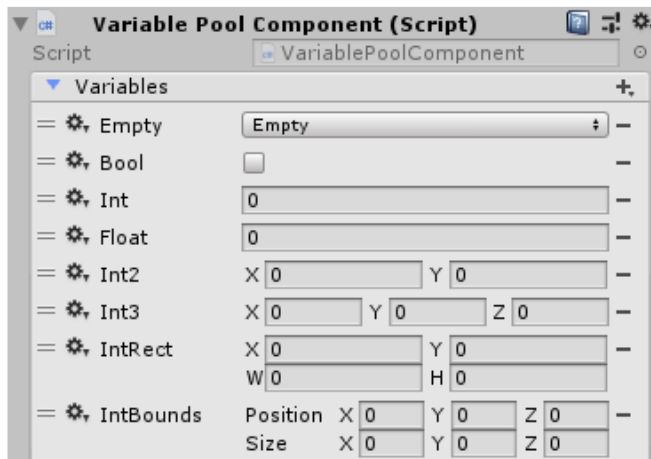 Variable Pool Component (Script)
Script VariablePoolComponent
Variables
Empty Empty
Bool
Int 0
Float 0
Int2 X 0 Y 0
Int3 X 0 Y 0 Z 0
IntRect X 0 Y 0
W 0 H 0
IntBounds Position X 0 Y 0 Z 0
Size X 0 Y 0 Z 0